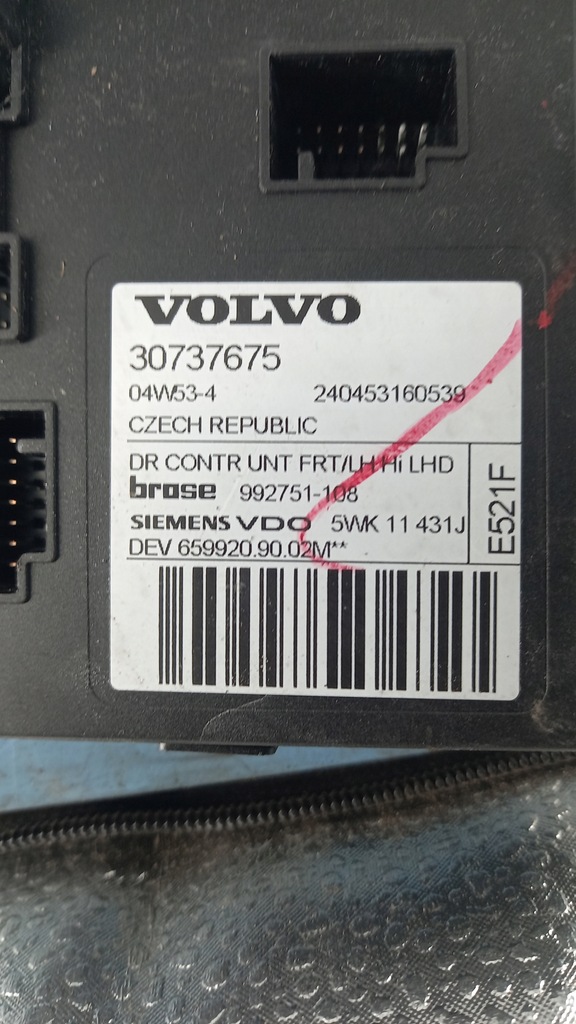 VOLVO
30737675
04W53-4 240453160539
CZECH REPUBLIC
DR CONTR UNT FRT/LH Hi LHD
brose 992751-108
SIEMENS VDO 5WK 11 431J
DEV 659920.90.02M**
E521F